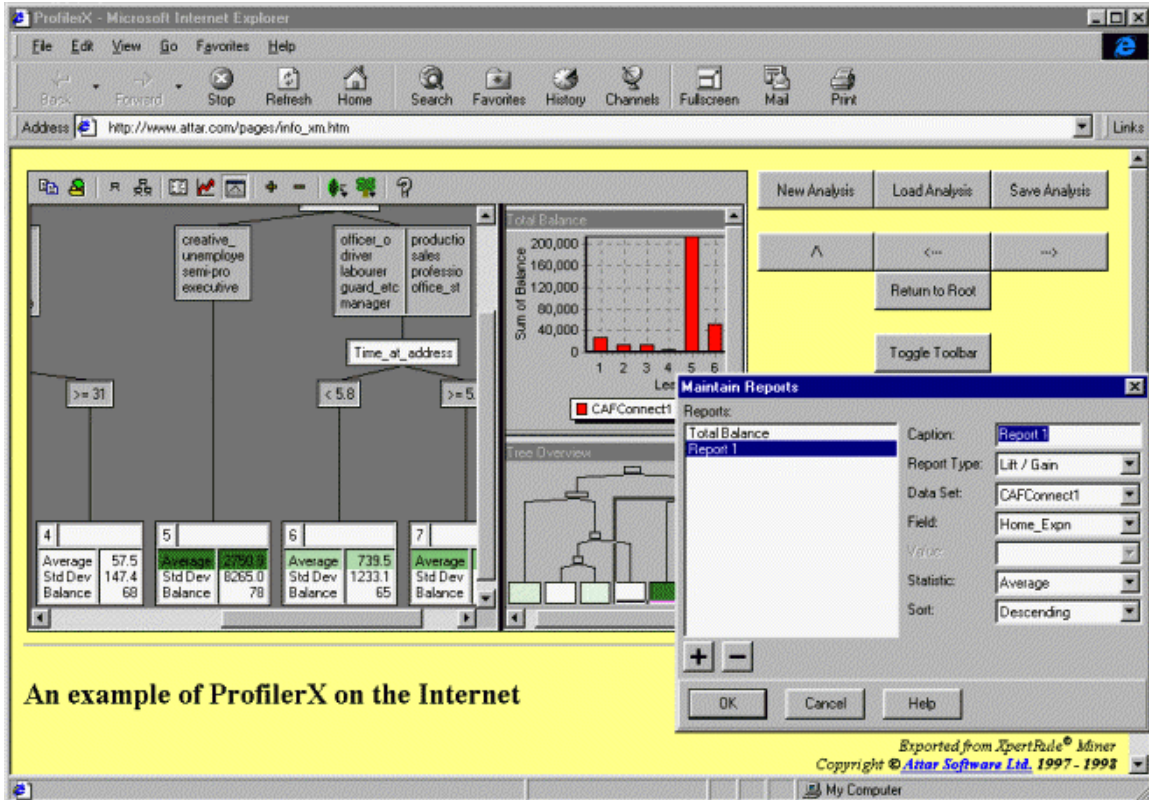 ProfilerX - Microsoft Internet Explorer
File Edit View Go Favorites Help
Back Forward Stop Refresh Home Search Favorites History Channels Fullscreen Mail Print
Address http://www.attar.com/pages/info_xm.htm Links
New Analysis Load Analysis Save Analysis
/\ <--- --->
Return to Root
Toggle Toolbar
creative_
unemploye
semi-pro
executive
officer_o
driver
labourer
guard_etc
manager
productio
sales
professio
office_st
Time_at_address
>= 31
< 5.8
>= 5.
4
Average 57.5
Std Dev 147.4
Balance 68
5
Average
Std Dev 8265.0
Balance 78
6
Average 739.5
Std Dev 1233.1
Balance 65
7
Average
Std Dev
Balance
Total Balance
Sum of Balance
200,000
160,000
120,000
80,000
40,000
0
1 2 3 4 5 6
CAFConnect1
Tree Overview
Maintain Reports
Reports:
Total Balance
Report 1
Caption: Report 1
Report Type: Lift / Gain
Data Set: CAFConnect1
Field: Home_Expn
Value:
Statistic: Average
Sort: Descending
+ -
OK Cancel Help
An example of ProfilerX on the Internet
Exported from XpertRule® Miner
Copyright © Attar Software Ltd. 1997 - 1998
My Computer